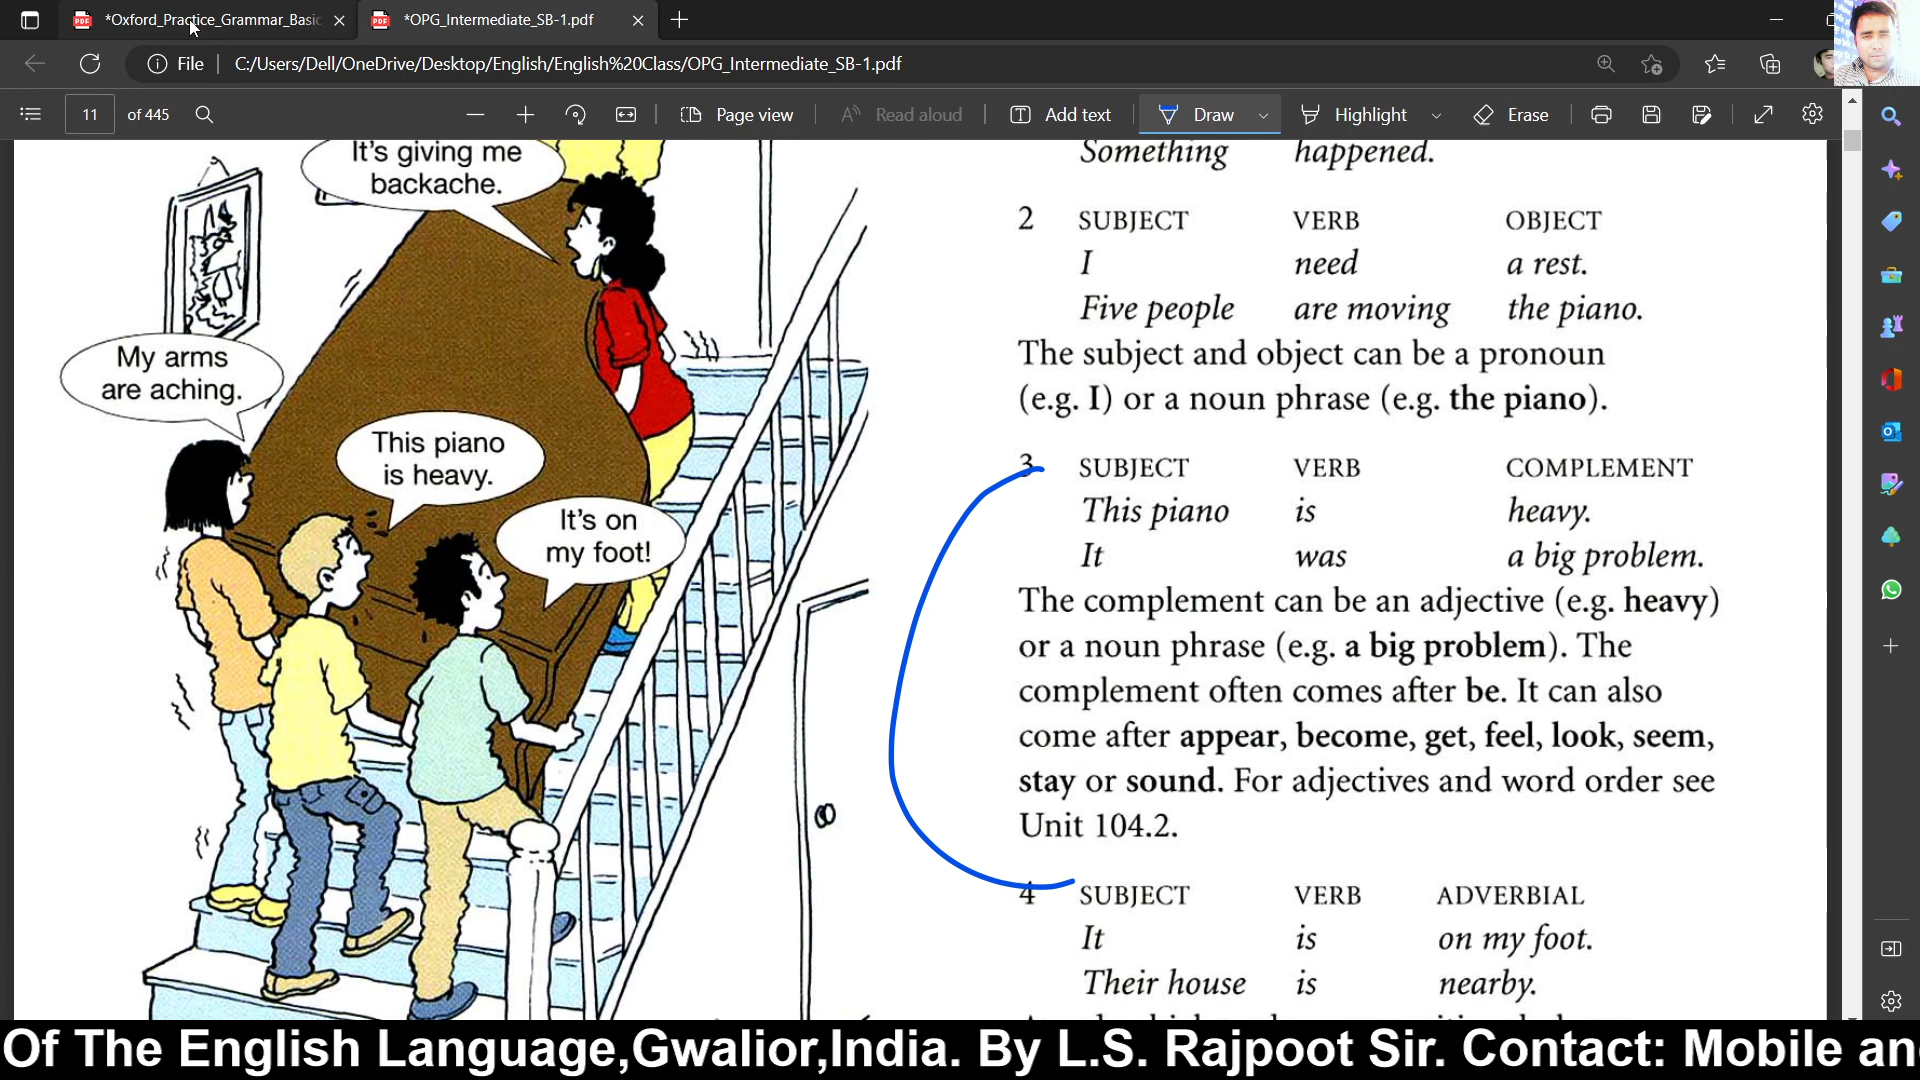 *Oxford_Practice_Grammar_Basic
*OPG_Intermediate_SB-1.pdf
File
C:/Users/Dell/OneDrive/Desktop/English/English%20Class/OPG_Intermediate_SB-1.pdf
11 of 445
Page view
Read aloud
Add text
Draw
Highlight
Erase
It's giving me
backache.
My arms
are aching.
This piano
is heavy.
It's on
my foot!
Something happened.
2 SUBJECT VERB OBJECT
I need a rest.
Five people are moving the piano.
The subject and object can be a pronoun
(e.g. I) or a noun phrase (e.g. the piano).
3 SUBJECT VERB COMPLEMENT
This piano is heavy.
It was a big problem.
The complement can be an adjective (e.g. heavy)
or a noun phrase (e.g. a big problem). The
complement often comes after be. It can also
come after appear, become, get, feel, look, seem,
stay or sound. For adjectives and word order see
Unit 104.2.
4 SUBJECT VERB ADVERBIAL
It is on my foot.
Their house is nearby.
Of The English Language,Gwalior,India. By L.S. Rajpoot Sir. Contact: Mobile an